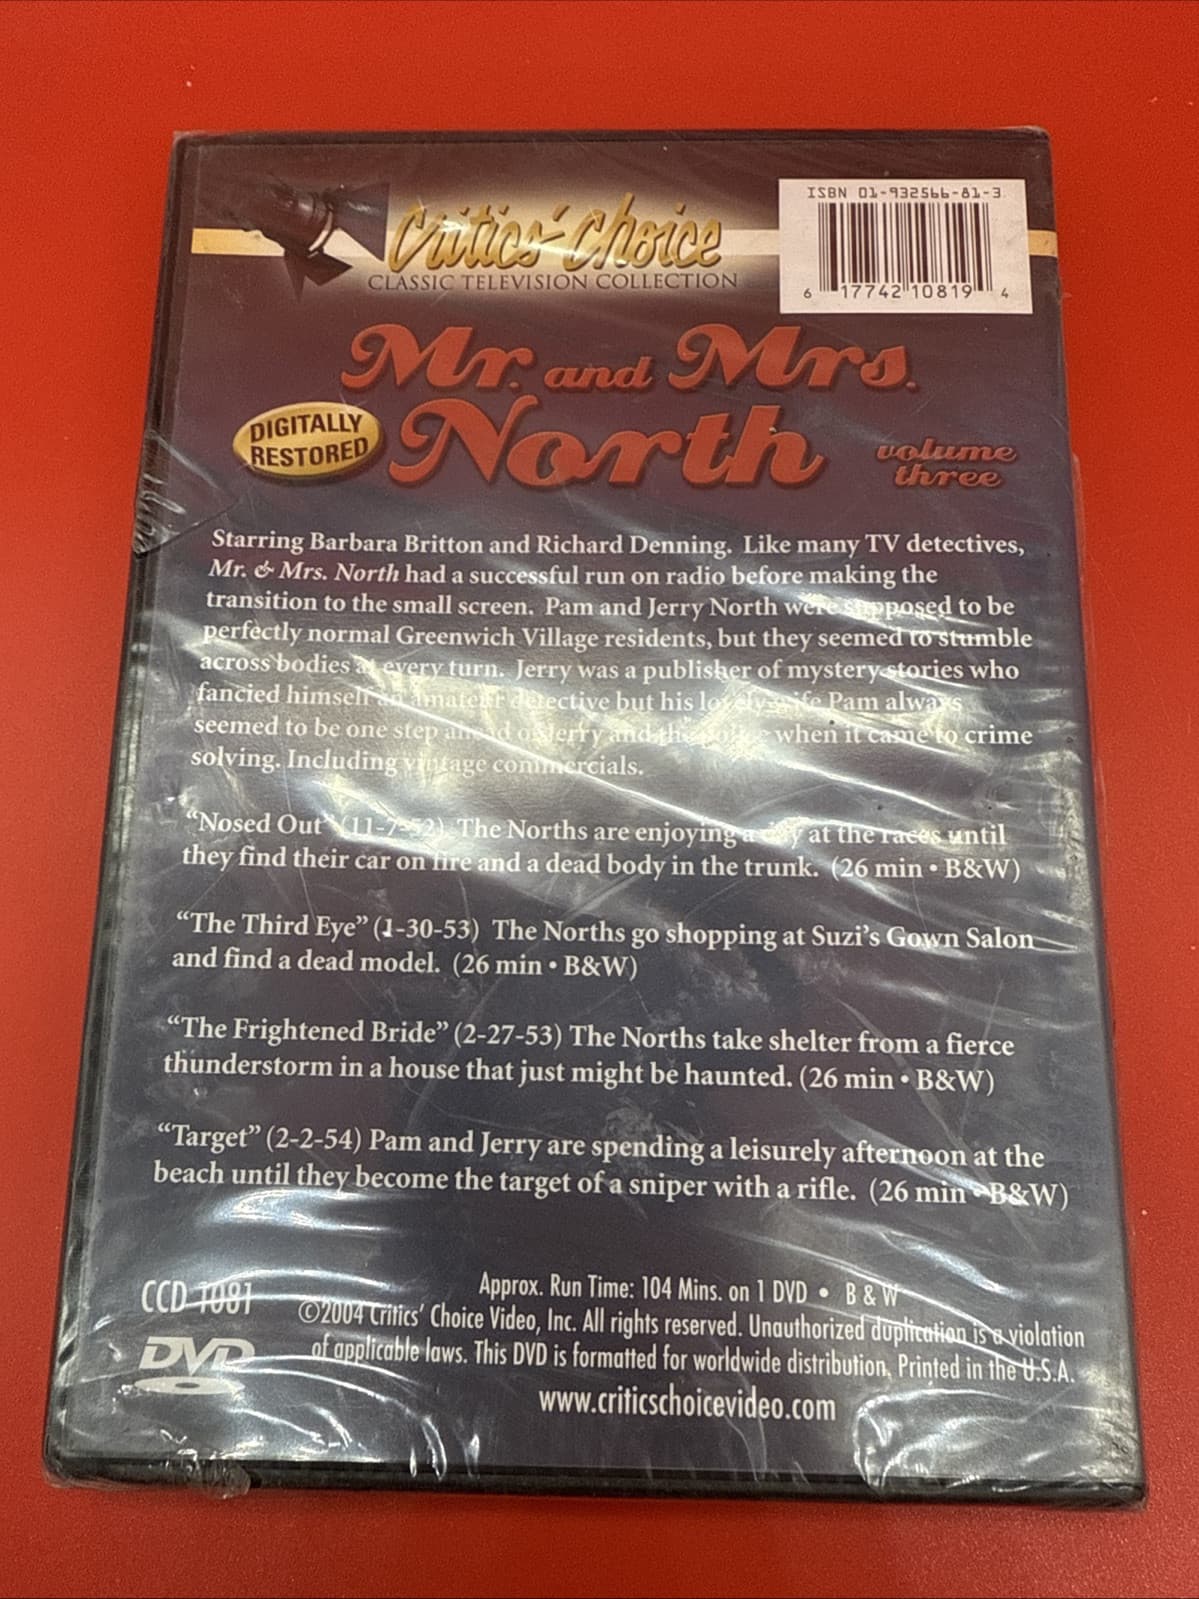 Critics' Choice
CLASSIC TELEVISION COLLECTION
ISBN 01-932566-81-3
6 17742 10819 4
Mr. and Mrs.
North
DIGITALLY
RESTORED
volume
three
Starring Barbara Britton and Richard Denning. Like many TV detectives,
Mr. & Mrs. North had a successful run on radio before making the
transition to the small screen. Pam and Jerry North were supposed to be
perfectly normal Greenwich Village residents, but they seemed to stumble
across bodies at every turn. Jerry was a publisher of mystery stories who
fancied himself an amateur detective but his lovely wife Pam always
seemed to be one step ahead of Jerry and the police when it came to crime
solving. Including vintage commercials.
“Nosed Out” (11-7-52) The Norths are enjoying a day at the races until
they find their car on fire and a dead body in the trunk. (26 min • B&W)
“The Third Eye” (1-30-53) The Norths go shopping at Suzi’s Gown Salon
and find a dead model. (26 min • B&W)
“The Frightened Bride” (2-27-53) The Norths take shelter from a fierce
thunderstorm in a house that just might be haunted. (26 min • B&W)
“Target” (2-2-54) Pam and Jerry are spending a leisurely afternoon at the
beach until they become the target of a sniper with a rifle. (26 min • B&W)
CCD 1081
DVD
Approx. Run Time: 104 Mins. on 1 DVD • B & W
©2004 Critics’ Choice Video, Inc. All rights reserved. Unauthorized duplication is a violation
of applicable laws. This DVD is formatted for worldwide distribution. Printed in the U.S.A.
www.criticschoicevideo.com